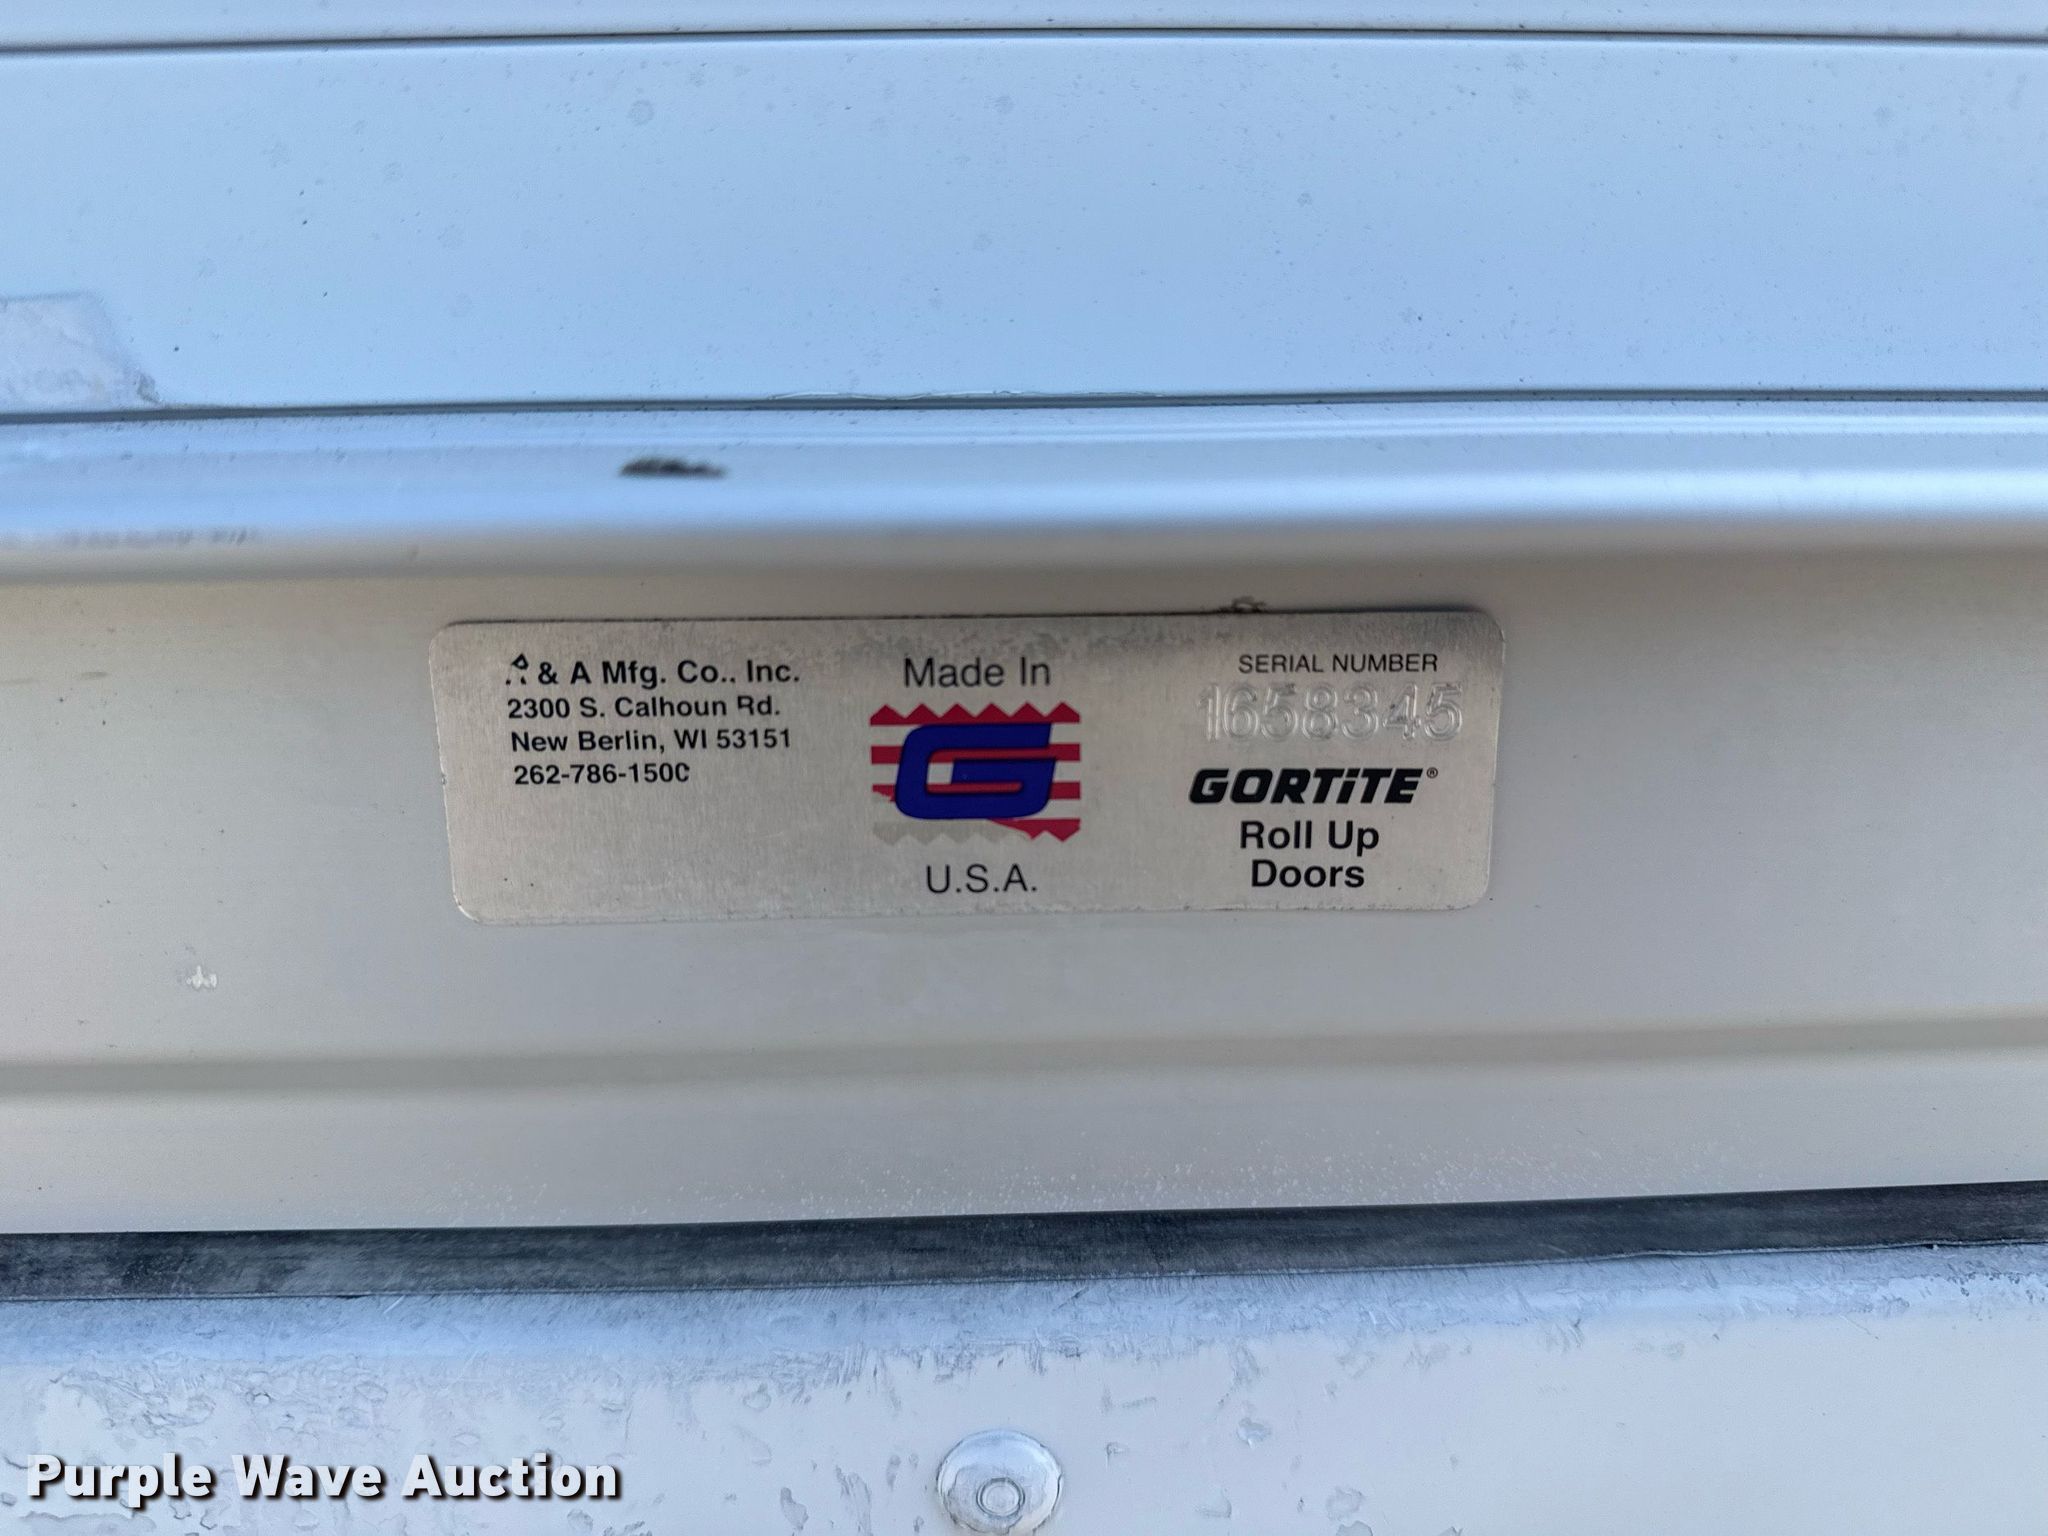 & A Mfg. Co., Inc.
2300 S. Calhoun Rd.
New Berlin, WI 53151
262-786-1500
Made In
G
U.S.A.
SERIAL NUMBER
1658345
GORTiTE®
Roll Up
Doors
Purple Wave Auction